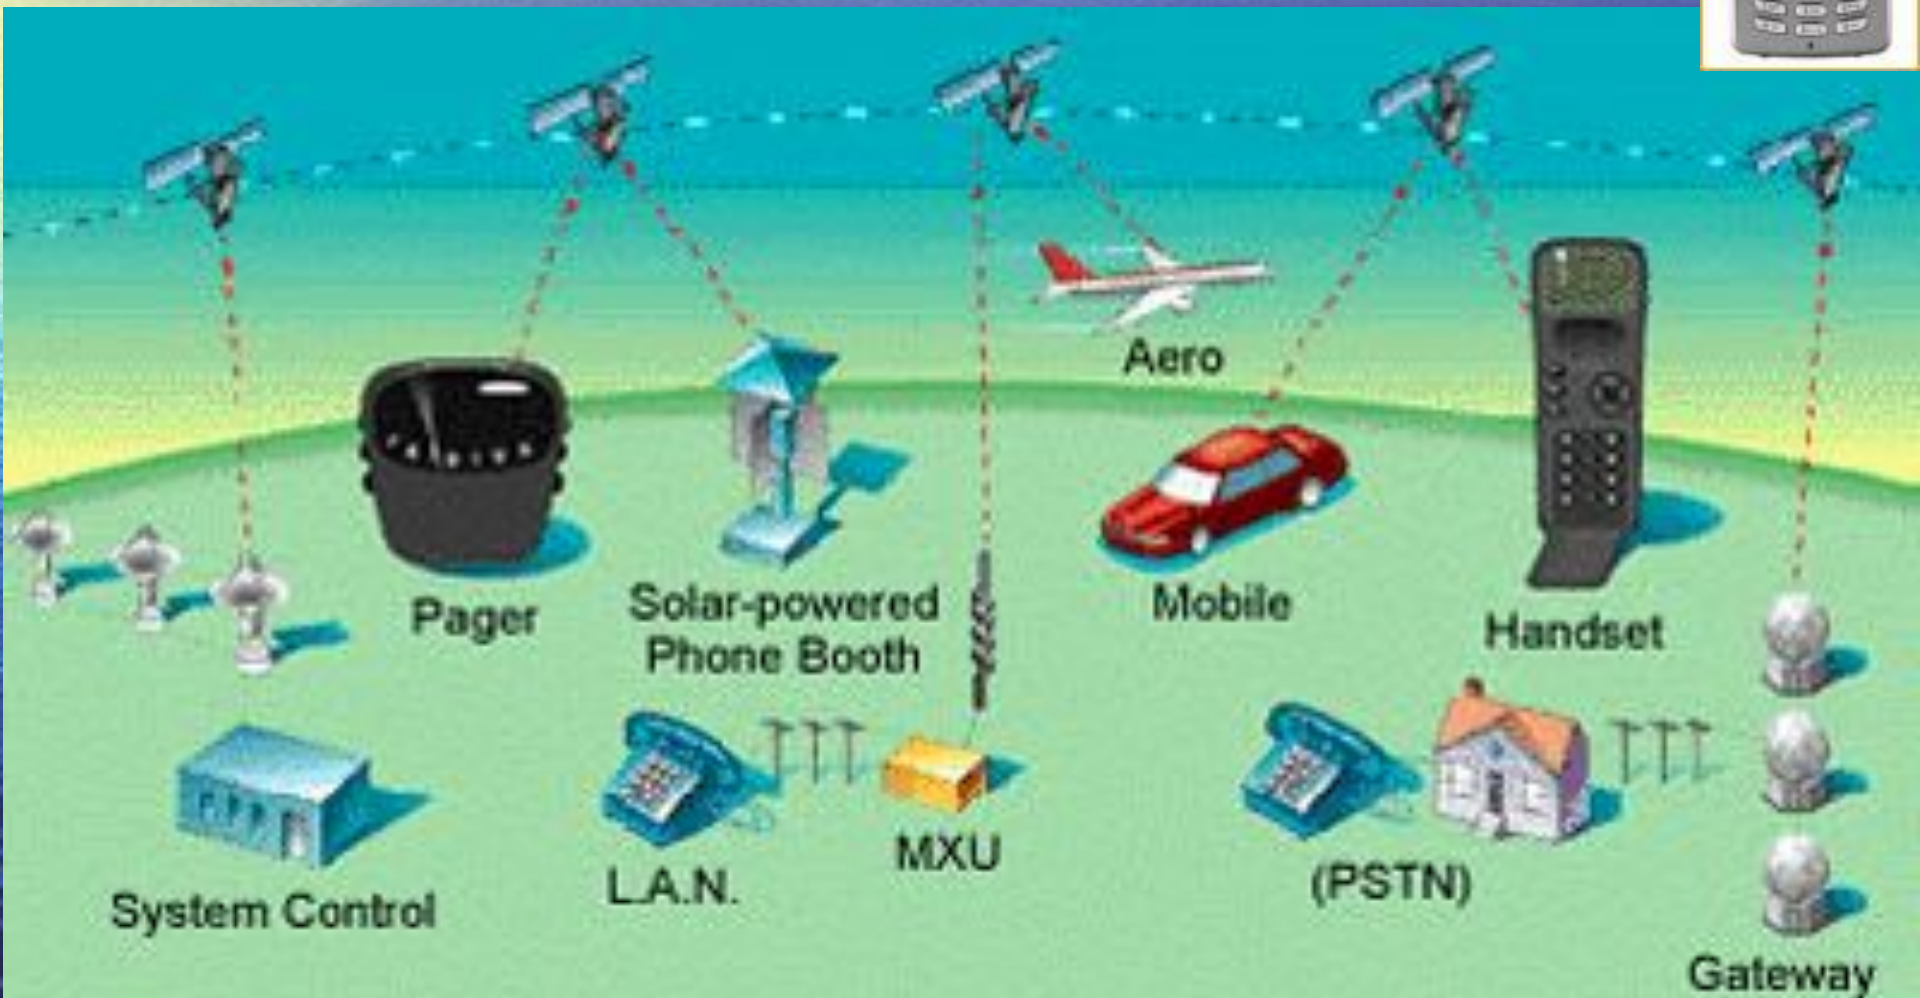 Aero
Pager
Solar-powered
Phone Booth
Mobile
Handset
System Control
L.A.N.
MXU
(PSTN)
Gateway